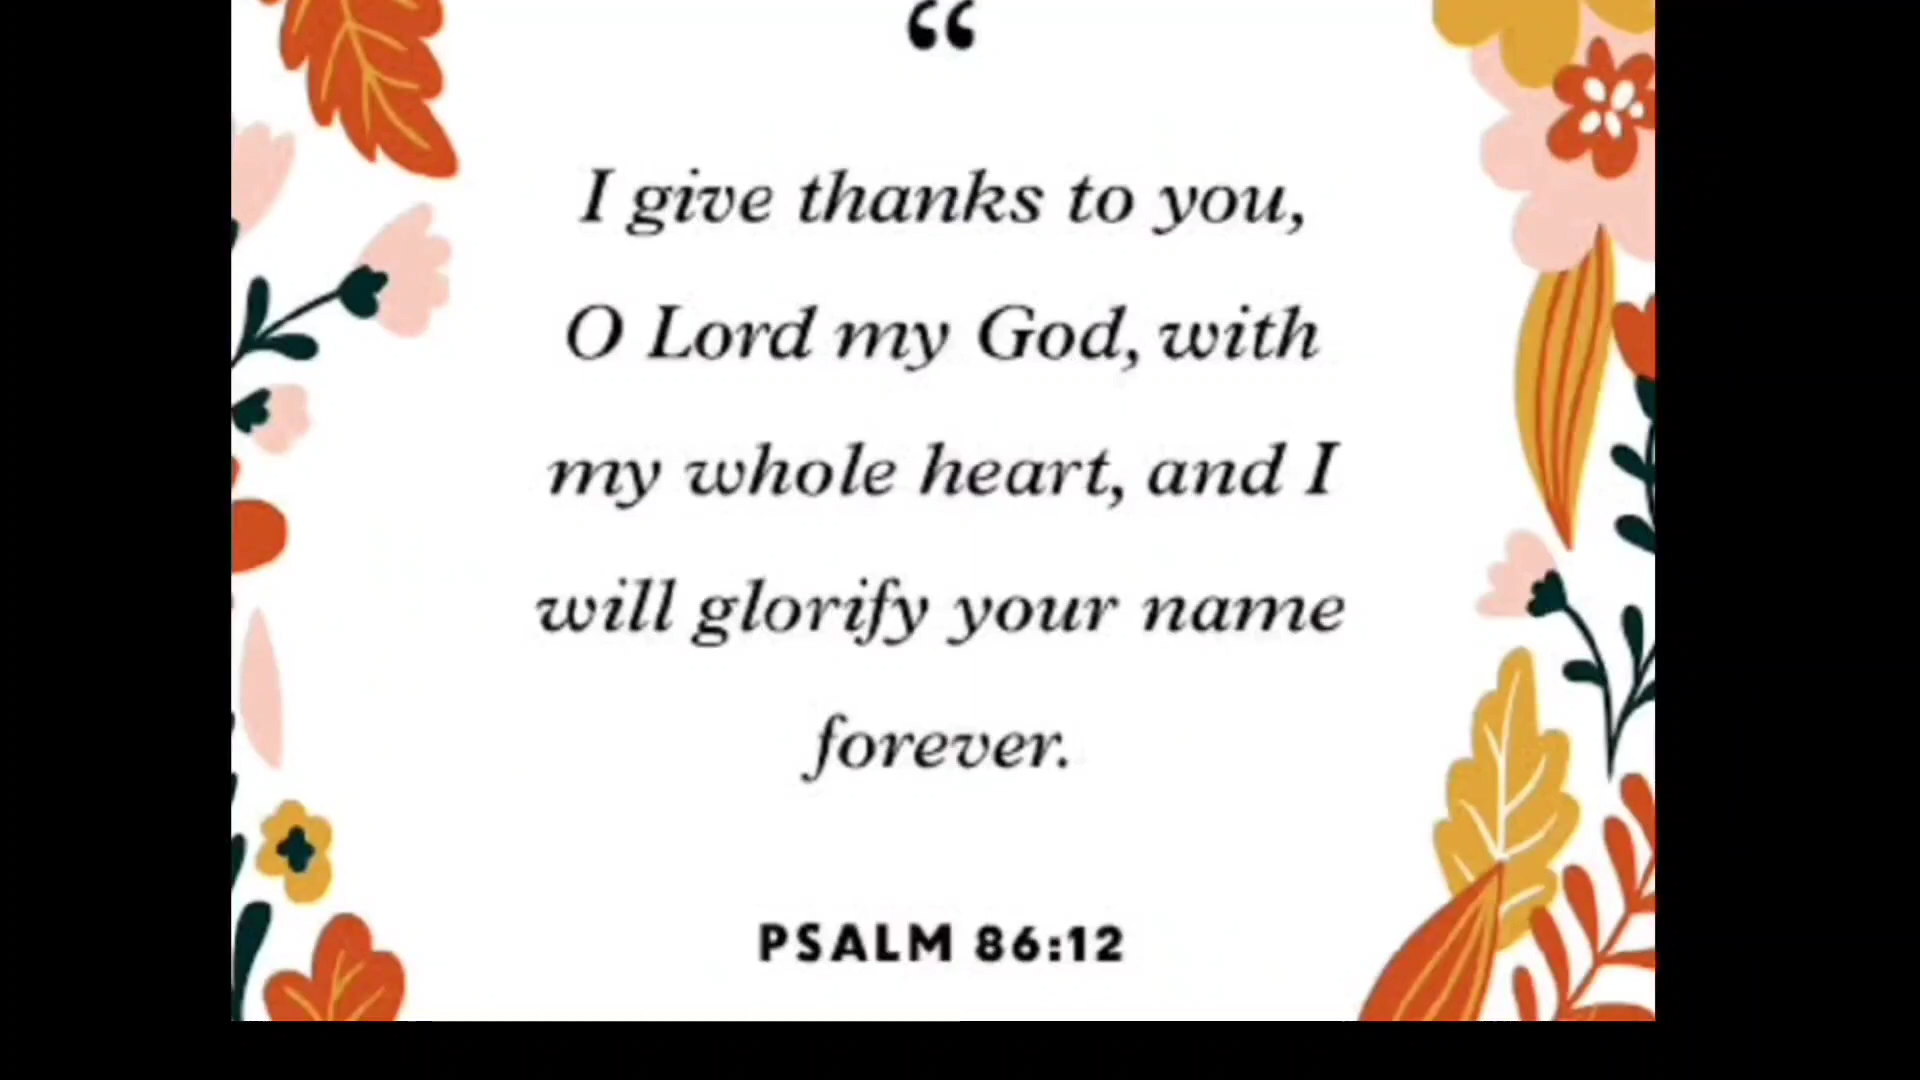 “
I give thanks to you,
O Lord my God, with
my whole heart, and I
will glorify your name
forever.
PSALM 86:12